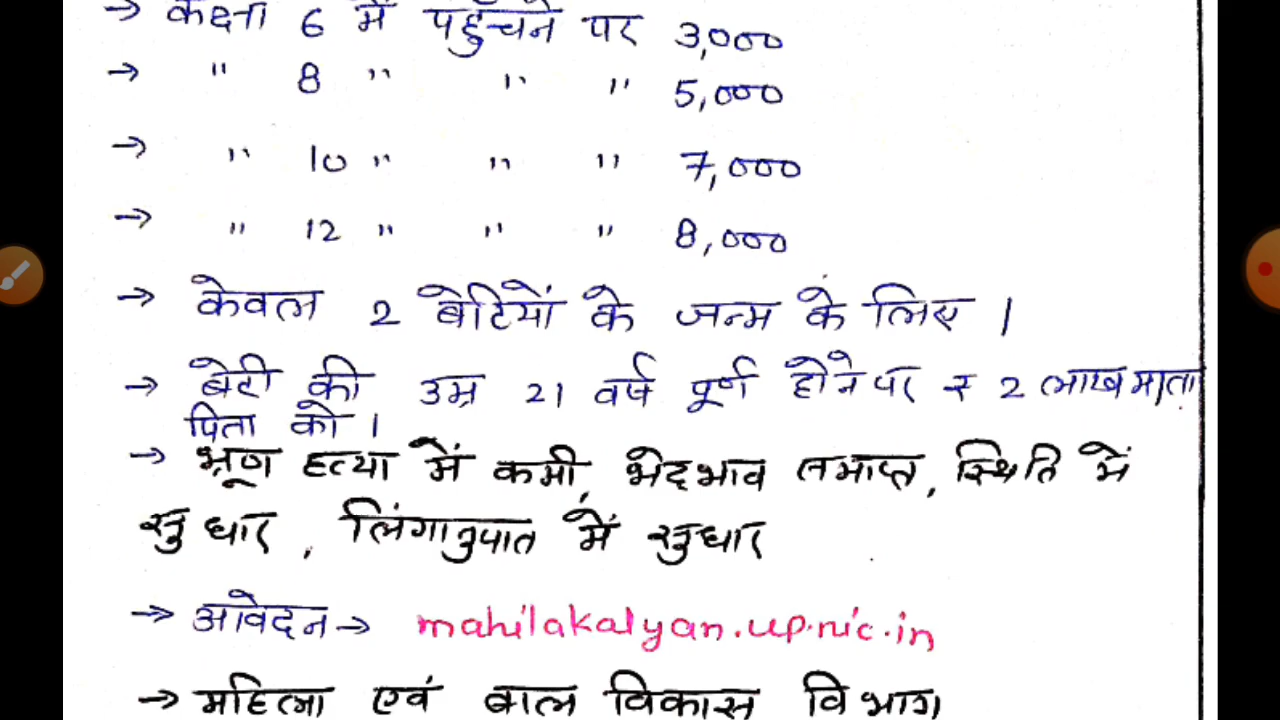 → कक्षा 6 में पहुँचने पर 3,000
→ " 8 " " " 5,000
→ " 10 " " " 7,000
→ " 12 " " " 8,000
→ केवल 2 बेटियों के जन्म के लिए ।
→ बेटी की उम्र 21 वर्ष पूर्ण होने पर ₹ 2 लाख माता
पिता को ।
→ भ्रूण हत्या में कमी, भेदभाव समाप्त, स्थिति में
सुधार, लिंगानुपात में सुधार
→ आवेदन → mahilakalyan.up.nic.in
→ महिला एवं बाल विकास विभाग